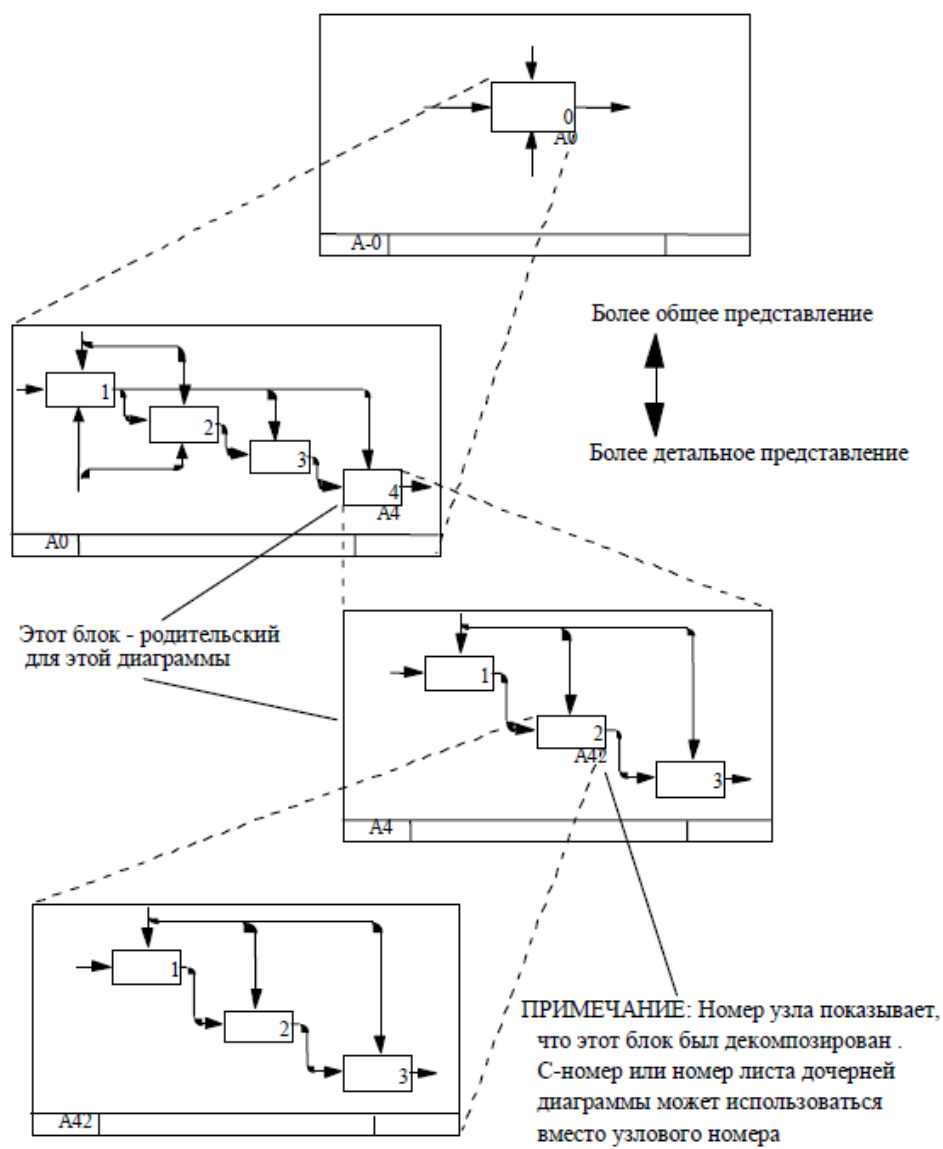 0
A0
A-0
Более общее представление
Более детальное представление
1
2
3
4
A4
A0
Этот блок - родительский
для этой диаграммы
1
2
A42
3
A4
1
2
3
A42
ПРИМЕЧАНИЕ: Номер узла показывает,
что этот блок был декомпозирован .
С-номер или номер листа дочерней
диаграммы может использоваться
вместо узлового номера